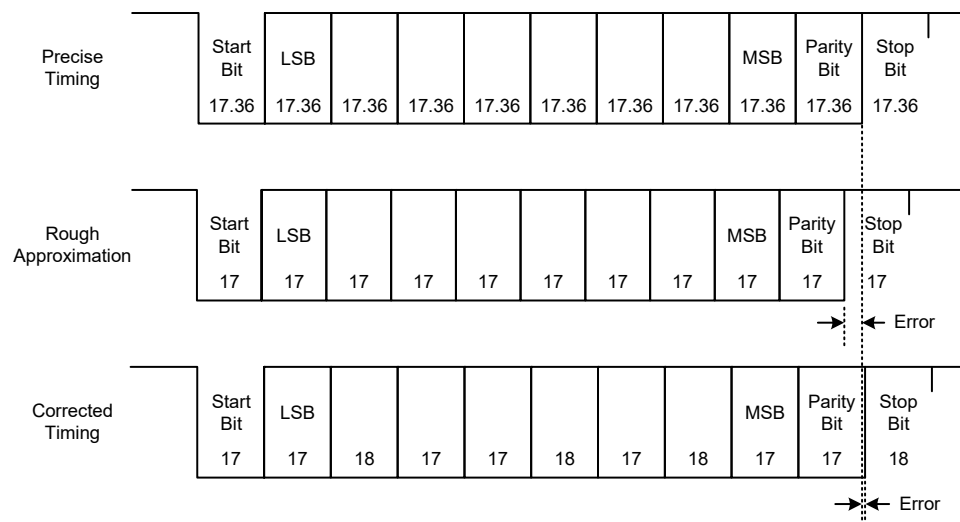 Precise
Timing
Start
Bit
LSB
MSB
Parity
Bit
Stop
Bit
17.36 17.36 17.36 17.36 17.36 17.36 17.36 17.36 17.36 17.36 17.36
Rough
Approximation
Start
Bit
LSB
MSB
Parity
Bit
Stop
Bit
17 17 17 17 17 17 17 17 17 17 17
Error
Corrected
Timing
Start
Bit
LSB
MSB
Parity
Bit
Stop
Bit
17 17 18 17 17 18 17 18 17 17 18
Error